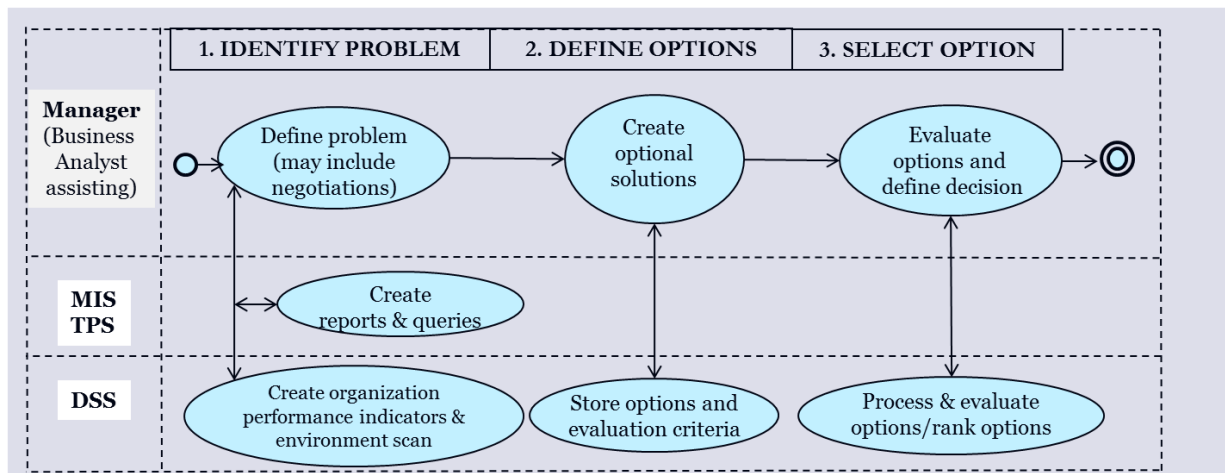 1. IDENTIFY PROBLEM
2. DEFINE OPTIONS
3. SELECT OPTION
Manager
(Business
Analyst
assisting)
Define problem
(may include
negotiations)
Create
optional
solutions
Evaluate
options and
define decision
MIS
TPS
Create
reports & queries
DSS
Create organization
performance indicators &
environment scan
Store options and
evaluation criteria
Process & evaluate
options/rank options